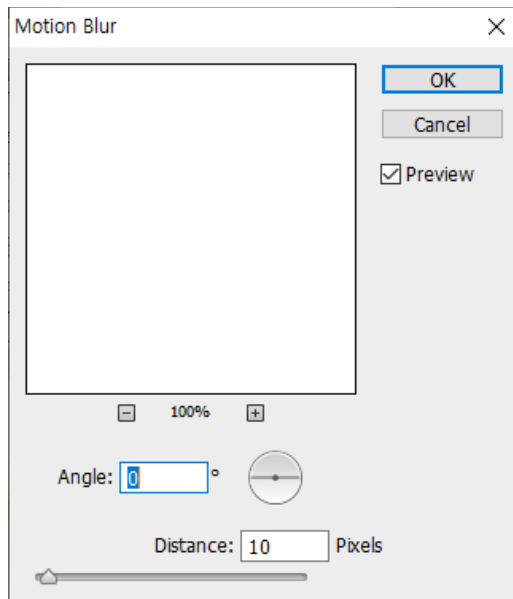 Motion Blur
OK
Cancel
Preview
100%
Angle: 0 °
Distance: 10 Pixels